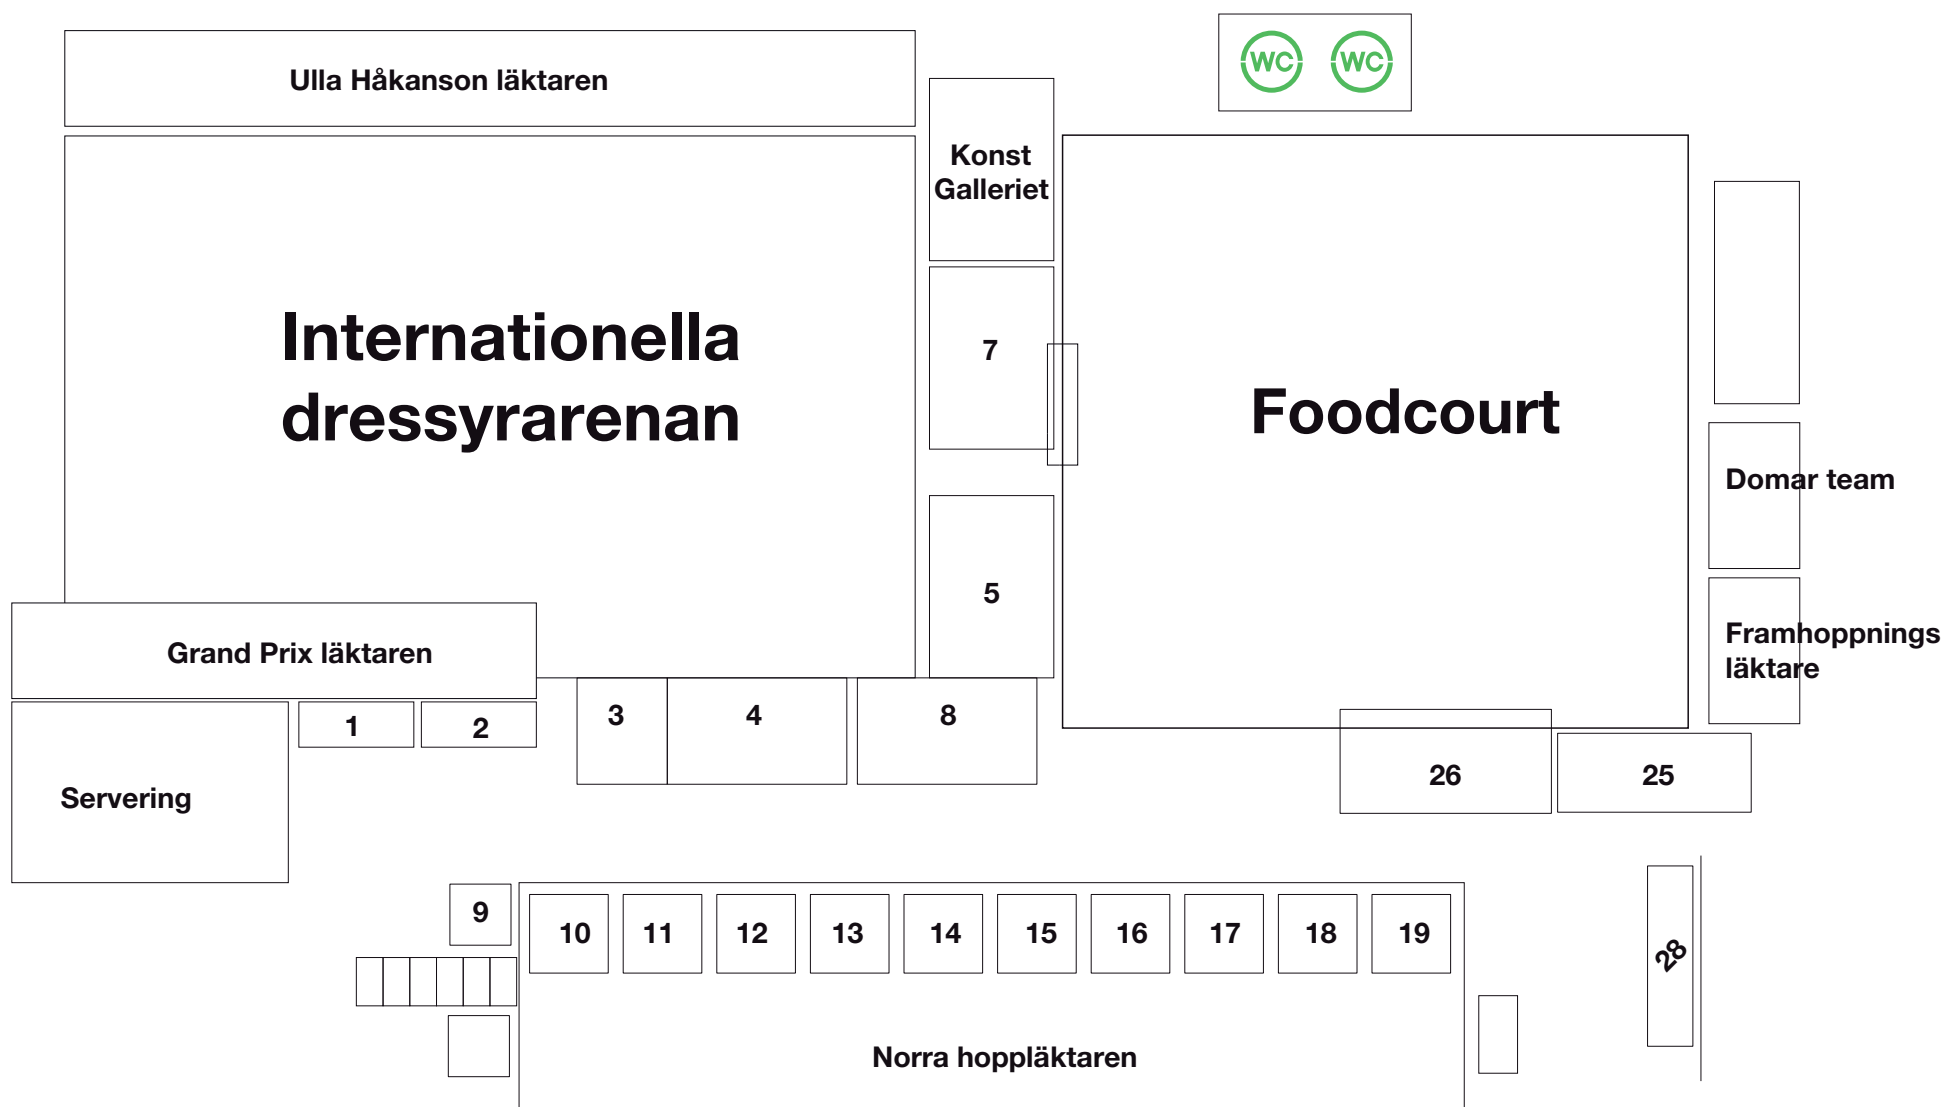 Ulla Håkanson läktaren
WC WC
Konst
Galleriet
Internationella
dressyrarenan
7
Foodcourt
Domar team
5
Framhoppnings
läktare
Grand Prix läktaren
1
2
3
4
8
26
25
Servering
9
10
11
12
13
14
15
16
17
18
19
28
Norra hoppläktaren